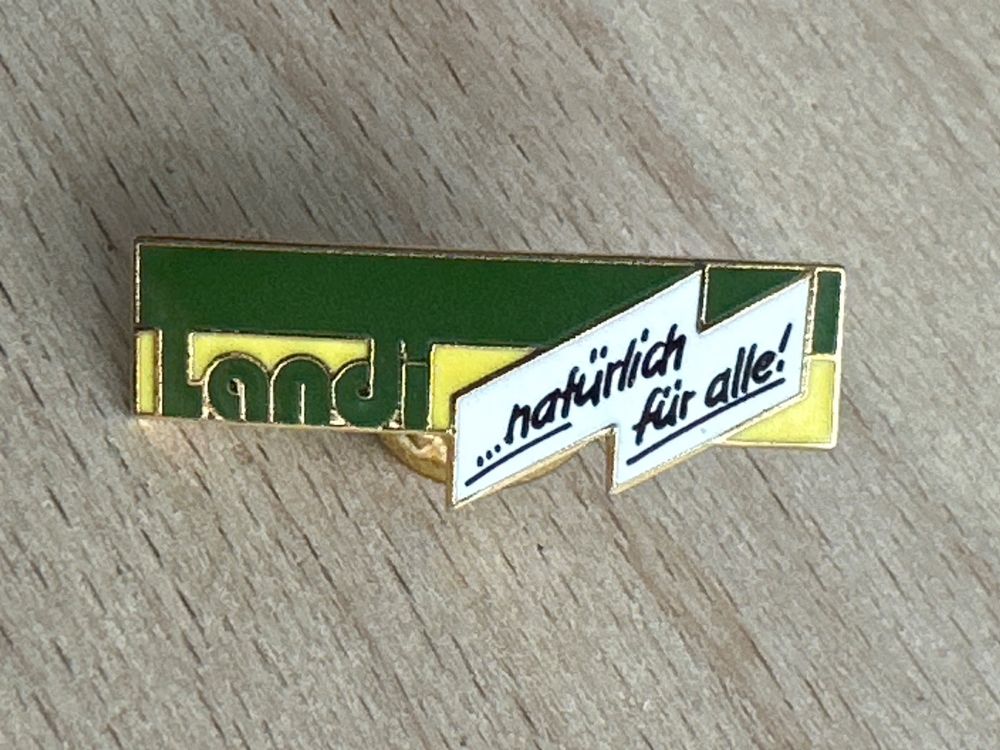 Landi
...natürlich
für alle!